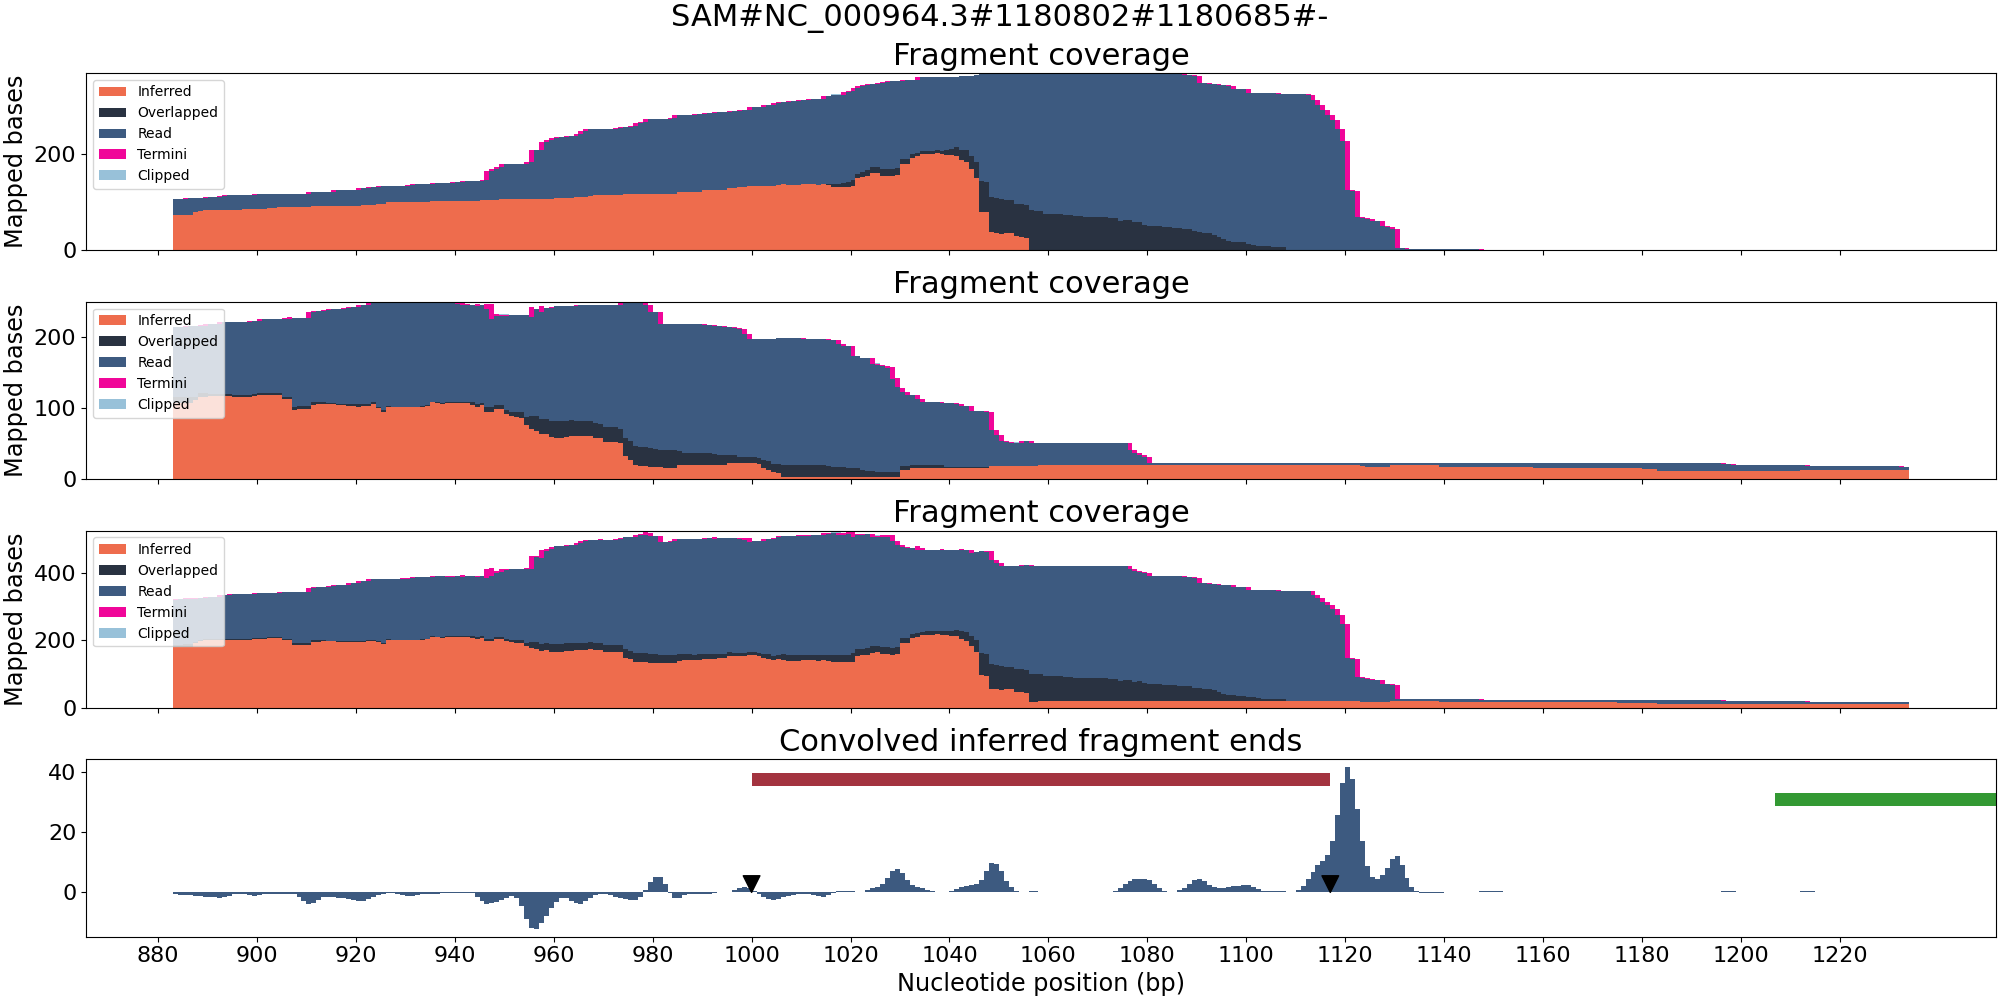 SAM#NC_000964.3#1180802#1180685#-
Fragment coverage
Mapped bases
200
0
Inferred
Overlapped
Read
Termini
Clipped
Fragment coverage
Mapped bases
200
100
0
Inferred
Overlapped
Read
Termini
Clipped
Fragment coverage
Mapped bases
400
200
0
Inferred
Overlapped
Read
Termini
Clipped
Convolved inferred fragment ends
40
20
0
880 900 920 940 960 980 1000 1020 1040 1060 1080 1100 1120 1140 1160 1180 1200 1220
Nucleotide position (bp)